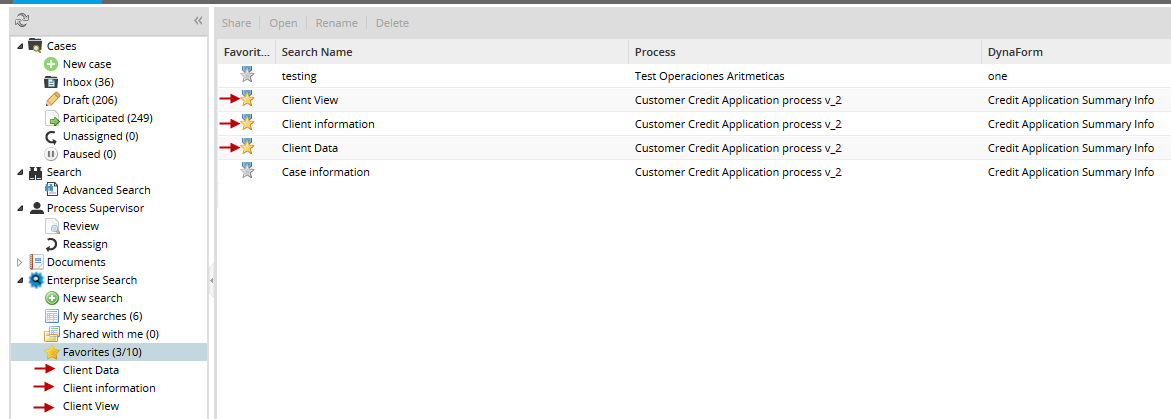 Share Open Rename Delete
Cases
New case
Inbox (36)
Draft (206)
Participated (249)
Unassigned (0)
Paused (0)
Search
Advanced Search
Process Supervisor
Review
Reassign
Documents
Enterprise Search
New search
My searches (6)
Shared with me (0)
Favorites (3/10)
Client Data
Client information
Client View
Favorit... Search Name Process DynaForm
testing Test Operaciones Aritmeticas one
Client View Customer Credit Application process v_2 Credit Application Summary Info
Client information Customer Credit Application process v_2 Credit Application Summary Info
Client Data Customer Credit Application process v_2 Credit Application Summary Info
Case information Customer Credit Application process v_2 Credit Application Summary Info